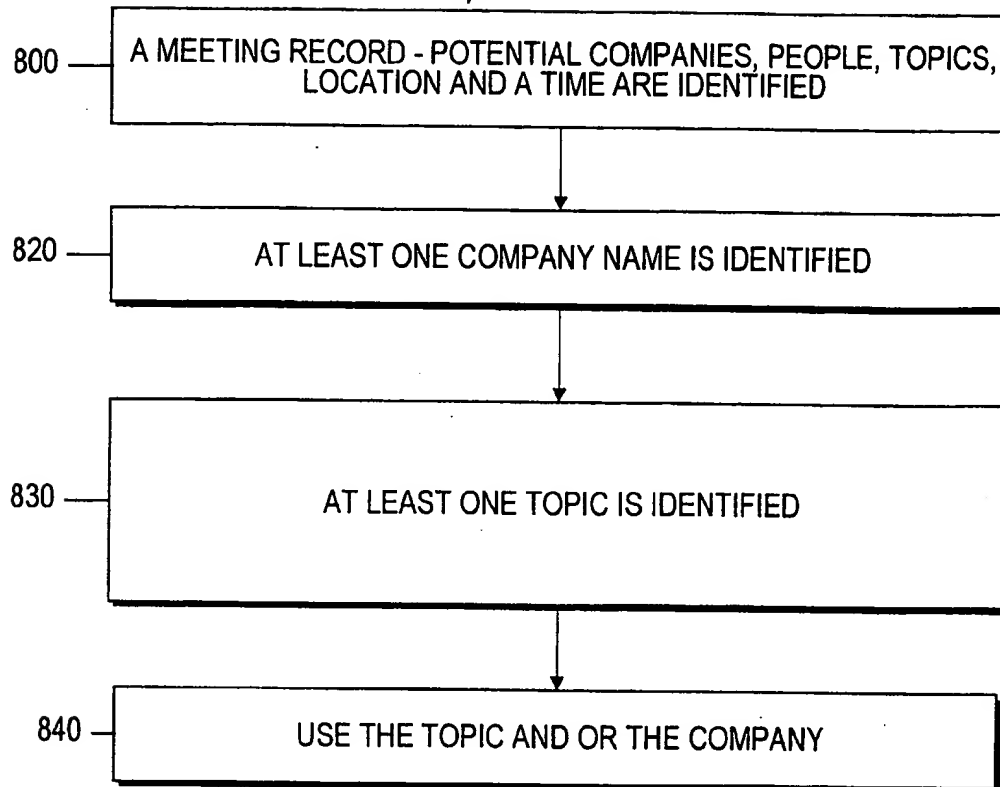 800
A MEETING RECORD - POTENTIAL COMPANIES, PEOPLE, TOPICS,
LOCATION AND A TIME ARE IDENTIFIED
820
AT LEAST ONE COMPANY NAME IS IDENTIFIED
830
AT LEAST ONE TOPIC IS IDENTIFIED
840
USE THE TOPIC AND OR THE COMPANY